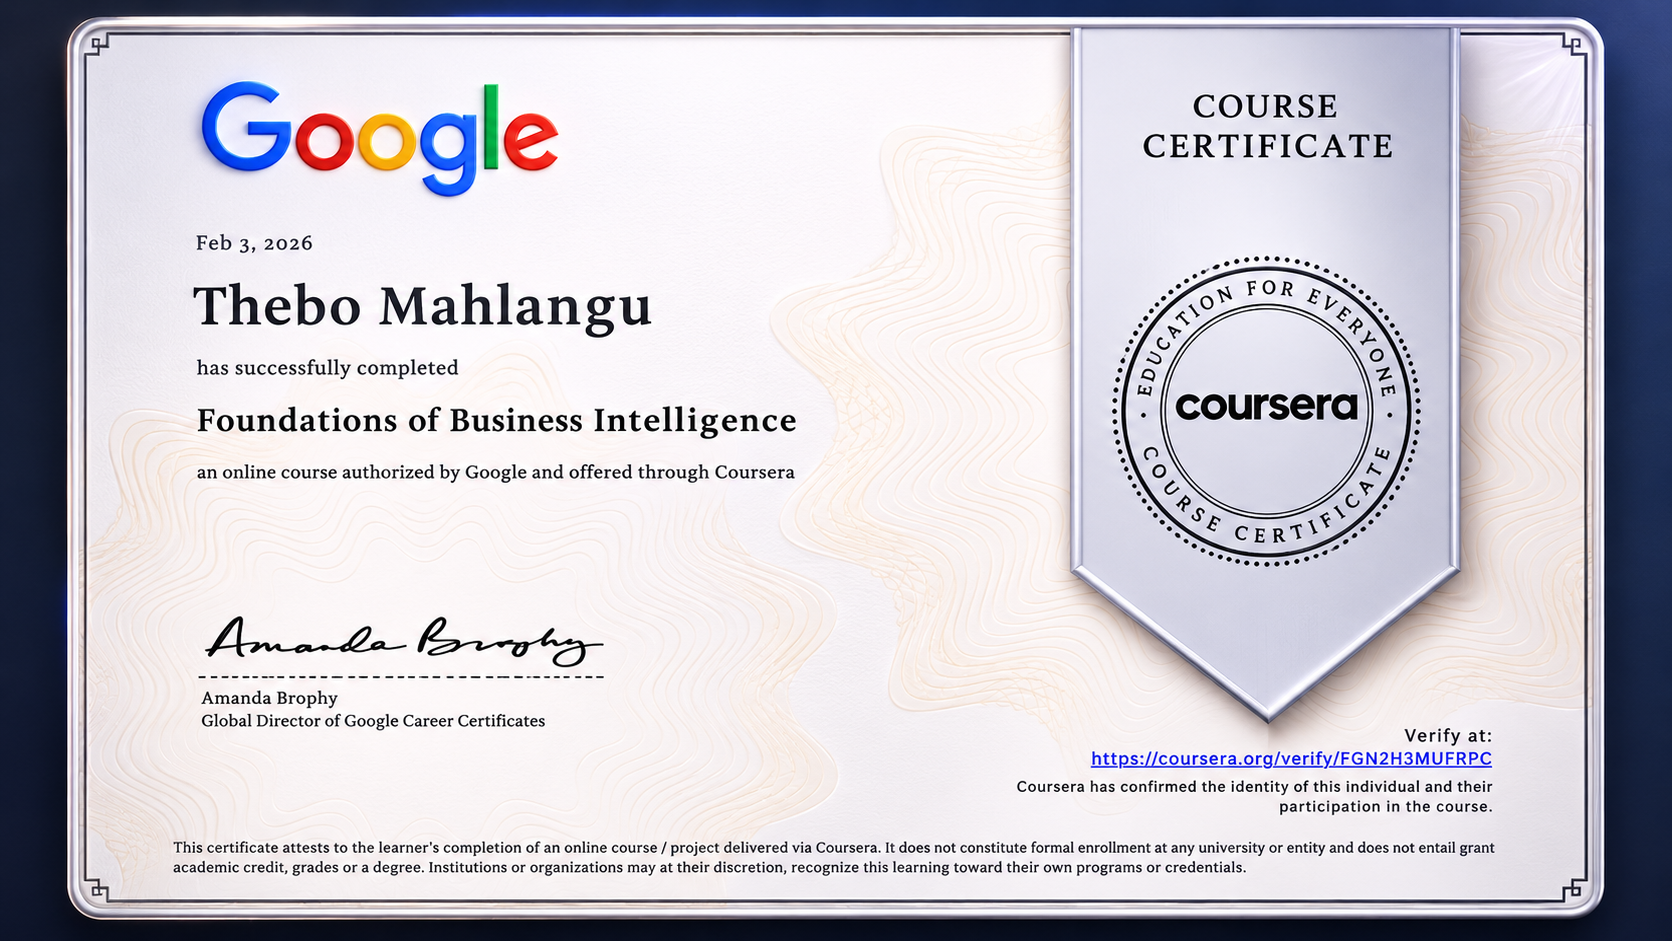 Google
Feb 3, 2026
Thebo Mahlangu
has successfully completed
Foundations of Business Intelligence
an online course authorized by Google and offered through Coursera
Amanda Brophy
Amanda Brophy
Global Director of Google Career Certificates
COURSE
CERTIFICATE
EDUCATION FOR EVERYONE
coursera
COURSE CERTIFICATE
Verify at:
https://coursera.org/verify/FGN2H3MUFRPC
Coursera has confirmed the identity of this individual and their
participation in the course.
This certificate attests to the learner's completion of an online course / project delivered via Coursera. It does not constitute formal enrollment at any university or entity and does not entail grant
academic credit, grades or a degree. Institutions or organizations may at their discretion, recognize this learning toward their own programs or credentials.